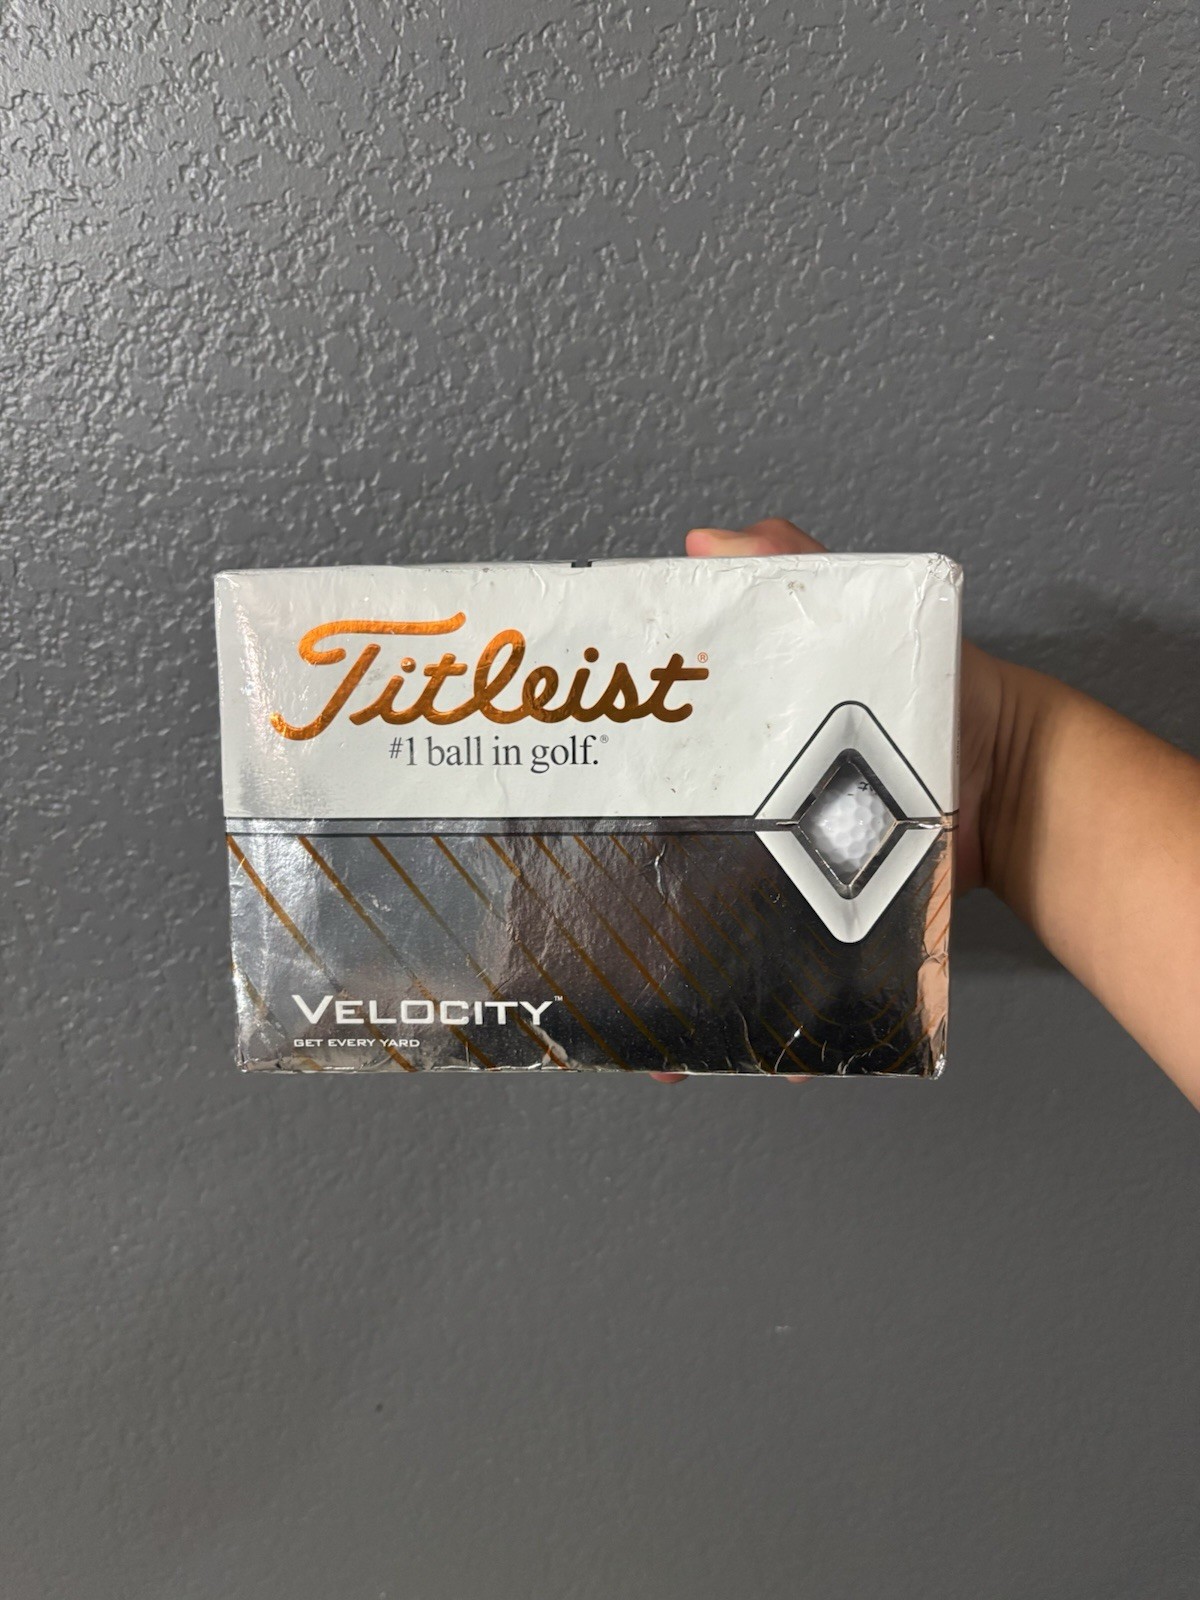 Titleist®
#1 ball in golf.®
VELOCITY™
GET EVERY YARD